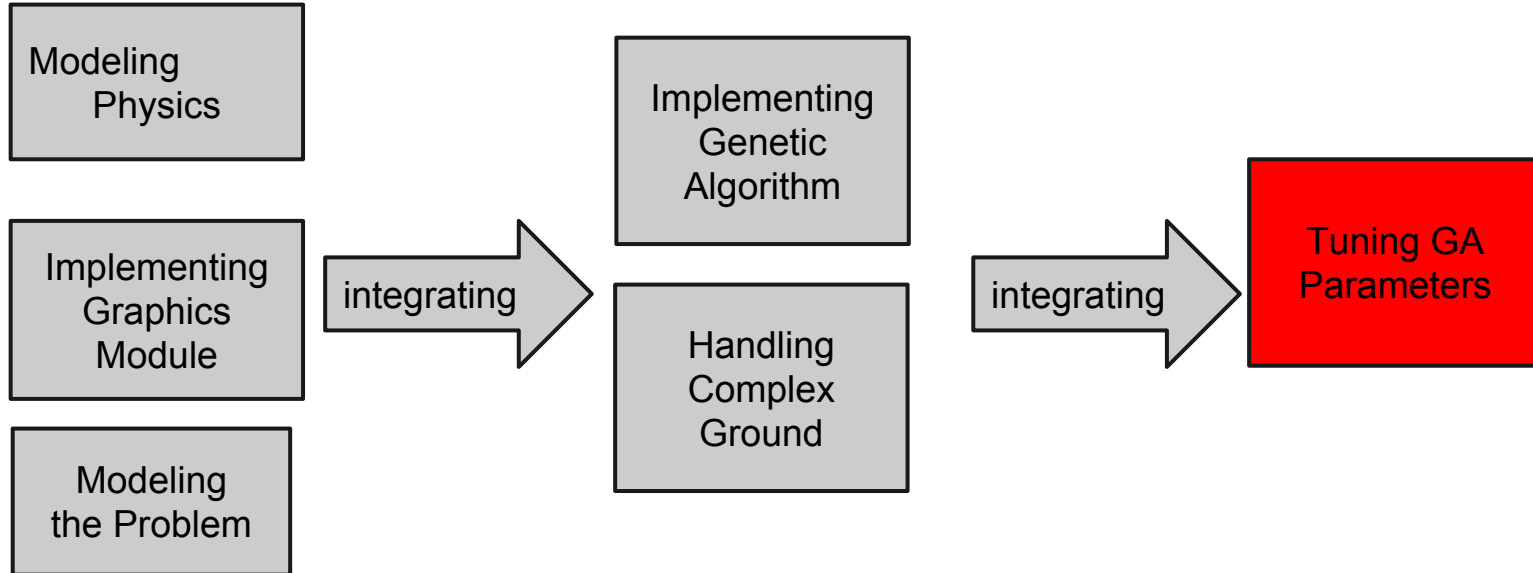 Modeling
Physics
Implementing
Graphics
Module
Modeling
the Problem
integrating
Implementing
Genetic
Algorithm
Handling
Complex
Ground
integrating
Tuning GA
Parameters